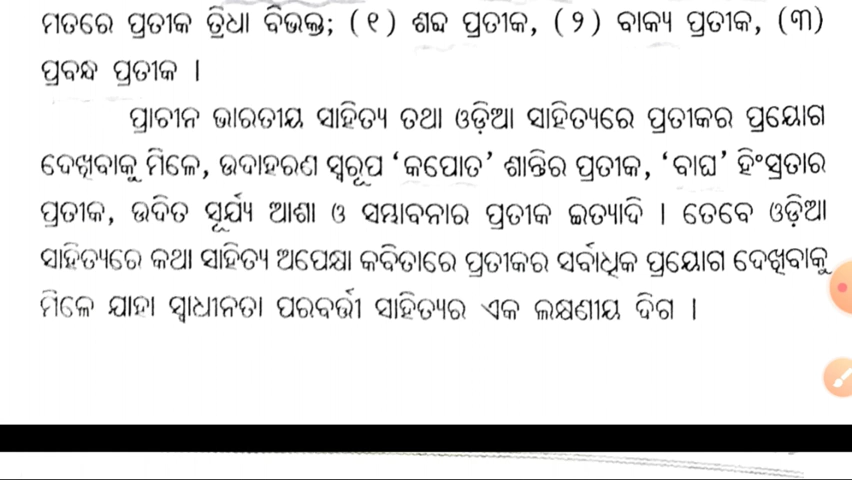 ମତରେ ପ୍ରତୀକ ତ୍ରିଧା ବିଭକ୍ତ; (୧) ଶବ୍ଦ ପ୍ରତୀକ, (୨) ବାକ୍ୟ ପ୍ରତୀକ, (୩)
ପ୍ରବନ୍ଧ ପ୍ରତୀକ ।
ପ୍ରାଚୀନ ଭାରତୀୟ ସାହିତ୍ୟ ତଥା ଓଡ଼ିଆ ସାହିତ୍ୟରେ ପ୍ରତୀକର ପ୍ରୟୋଗ
ଦେଖିବାକୁ ମିଳେ, ଉଦାହରଣ ସ୍ୱରୂପ ‘କପୋତ’ ଶାନ୍ତିର ପ୍ରତୀକ, ‘ବାଘ’ ହିଂସ୍ରତାର
ପ୍ରତୀକ, ଉଦିତ ସୂର୍ଯ୍ୟ ଆଶା ଓ ସମ୍ଭାବନାର ପ୍ରତୀକ ଇତ୍ୟାଦି । ତେବେ ଓଡ଼ିଆ
ସାହିତ୍ୟରେ କଥା ସାହିତ୍ୟ ଅପେକ୍ଷା କବିତାରେ ପ୍ରତୀକର ସର୍ବାଧିକ ପ୍ରୟୋଗ ଦେଖିବାକୁ
ମିଳେ ଯାହା ସ୍ୱାଧୀନତା ପରବର୍ତ୍ତୀ ସାହିତ୍ୟର ଏକ ଲକ୍ଷଣୀୟ ଦିଗ ।